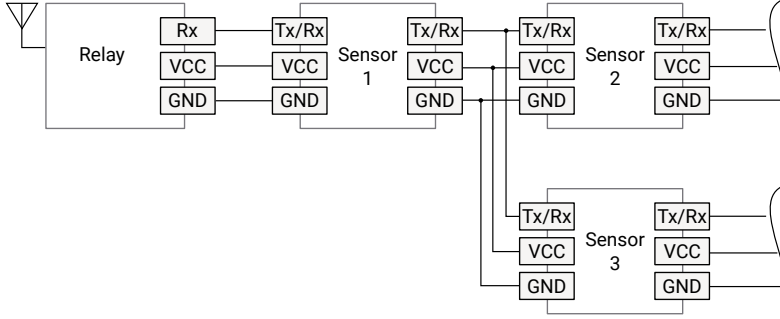 Relay
Rx
VCC
GND
Tx/Rx
VCC
GND
Sensor
1
Tx/Rx
VCC
GND
Tx/Rx
VCC
GND
Sensor
2
Tx/Rx
VCC
GND
Tx/Rx
VCC
GND
Sensor
3
Tx/Rx
VCC
GND